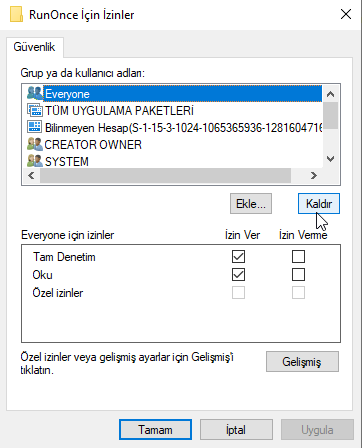 RunOnce İçin İzinler
Güvenlik
Grup ya da kullanıcı adları:
Everyone
TÜM UYGULAMA PAKETLERİ
Bilinmeyen Hesap(S-1-15-3-1024-1065365936-1281604716
CREATOR OWNER
SYSTEM
Ekle...
Kaldır
Everyone için izinler
İzin Ver
İzin Verme
Tam Denetim
Oku
Özel izinler
Özel izinler veya gelişmiş ayarlar için Gelişmiş'i
tıklatın.
Gelişmiş
Tamam
İptal
Uygula